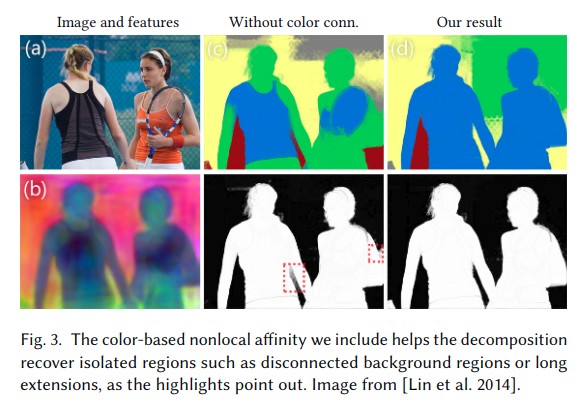 Image and features
Without color conn.
Our result
(a)
(c)
(d)
(b)
Fig. 3. The color-based nonlocal affinity we include helps the decomposition
recover isolated regions such as disconnected background regions or long
extensions, as the highlights point out. Image from [Lin et al. 2014].